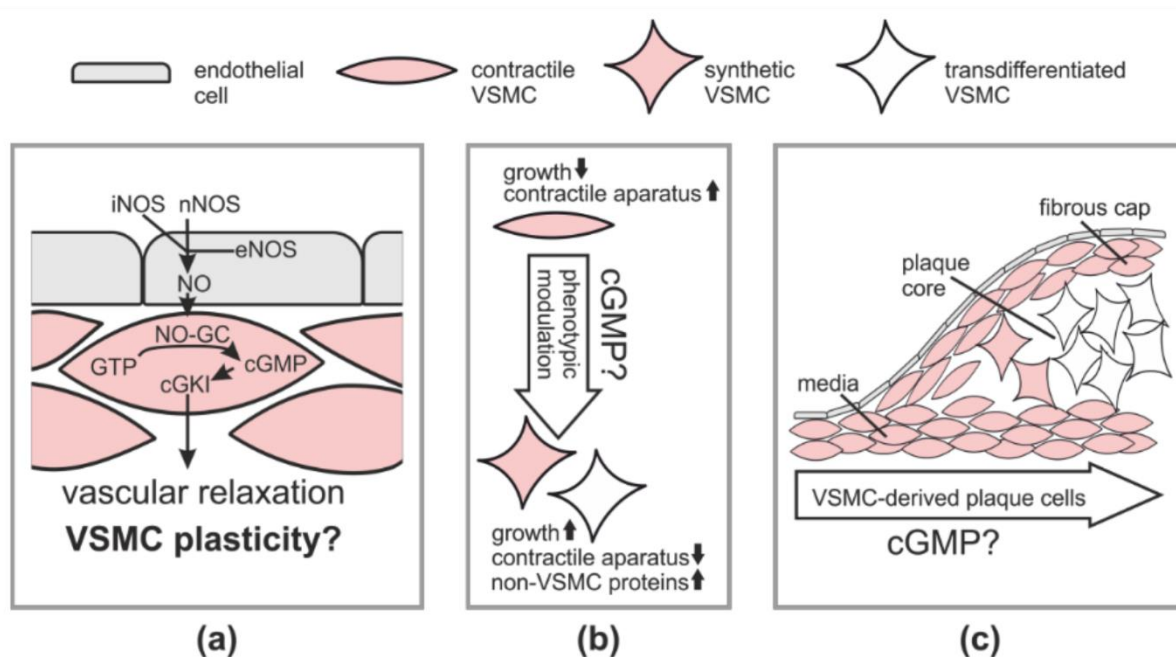 endothelial
cell
contractile
VSMC
synthetic
VSMC
transdifferentiated
VSMC
iNOS nNOS
eNOS
NO
NO-GC
GTP
cGMP
cGKI
vascular relaxation
VSMC plasticity?
(a)
growth⬇
contractile aparatus⬆
cGMP?
phenotypic
modulation
growth⬆
contractile aparatus⬇
non-VSMC proteins⬆
(b)
fibrous cap
plaque
core
media
VSMC-derived plaque cells
cGMP?
(c)